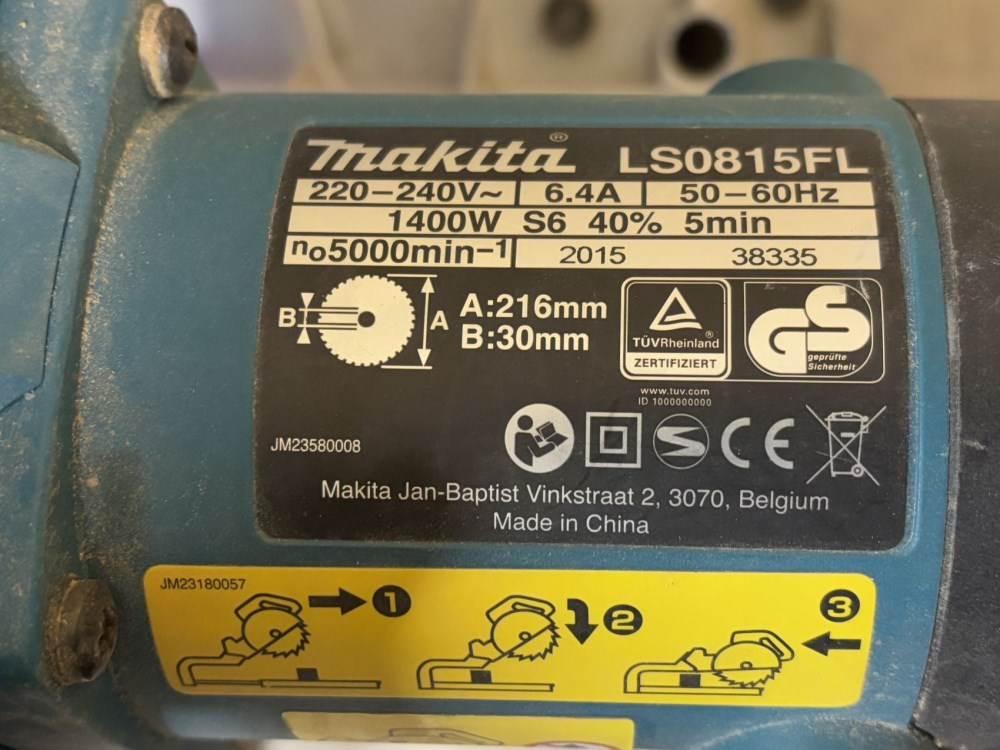 makita® LS0815FL
220-240V~ 6.4A 50-60Hz
1400W S6 40% 5min
no5000min-1 2015 38335
B A A:216mm
B:30mm
TÜVRheinland®
ZERTIFIZIERT
GS
geprüfte
Sicherheit
www.tuv.com
ID 1000000000
JM23580008
CE
Makita Jan-Baptist Vinkstraat 2, 3070, Belgium
Made in China
JM23180057
1 2 3